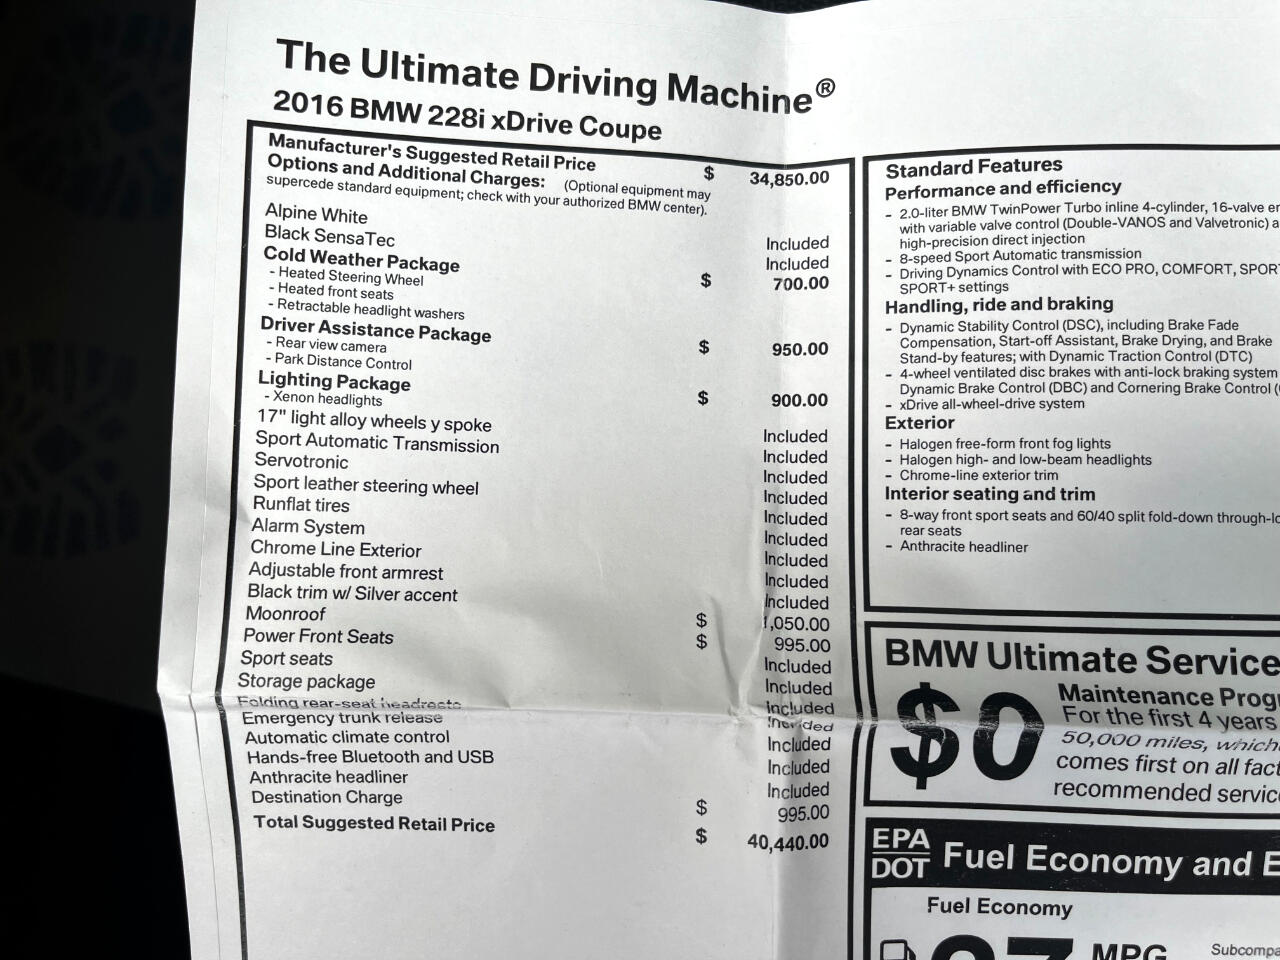 The Ultimate Driving Machine®
2016 BMW 228i xDrive Coupe
Manufacturer's Suggested Retail Price $ 34,850.00
Options and Additional Charges: (Optional equipment may
supercede standard equipment; check with your authorized BMW center).
Alpine White Included
Black SensaTec Included
Cold Weather Package $ 700.00
- Heated Steering Wheel
- Heated front seats
- Retractable headlight washers
Driver Assistance Package $ 950.00
- Rear view camera
- Park Distance Control
Lighting Package $ 900.00
- Xenon headlights
17" light alloy wheels y spoke Included
Sport Automatic Transmission Included
Servotronic Included
Sport leather steering wheel Included
Runflat tires Included
Alarm System Included
Chrome Line Exterior Included
Adjustable front armrest Included
Black trim w/ Silver accent Included
Moonroof $ 1,050.00
Power Front Seats $ 995.00
Sport seats Included
Storage package Included
Folding rear-seat headrests Included
Emergency trunk release Included
Automatic climate control Included
Hands-free Bluetooth and USB Included
Anthracite headliner Included
Destination Charge $ 995.00
Total Suggested Retail Price $ 40,440.00
Standard Features
Performance and efficiency
- 2.0-liter BMW TwinPower Turbo inline 4-cylinder, 16-valve
with variable valve control (Double-VANOS and Valvetronic)
high-precision direct injection
- 8-speed Sport Automatic transmission
- Driving Dynamics Control with ECO PRO, COMFORT, SPORT
SPORT+ settings
Handling, ride and braking
- Dynamic Stability Control (DSC), including Brake Fade
Compensation, Start-off Assistant, Brake Drying, and Brake
Stand-by features; with Dynamic Traction Control (DTC)
- 4-wheel ventilated disc brakes with anti-lock braking system
Dynamic Brake Control (DBC) and Cornering Brake Control
- xDrive all-wheel-drive system
Exterior
- Halogen free-form front fog lights
- Halogen high- and low-beam headlights
- Chrome-line exterior trim
Interior seating and trim
- 8-way front sport seats and 60/40 split fold-down
rear seats
- Anthracite headliner
BMW Ultimate Service
$0
Maintenance
For the first 4 years
50,000 miles,
comes first on all
recommended
EPA
DOT
Fuel Economy and
Fuel Economy
MPG